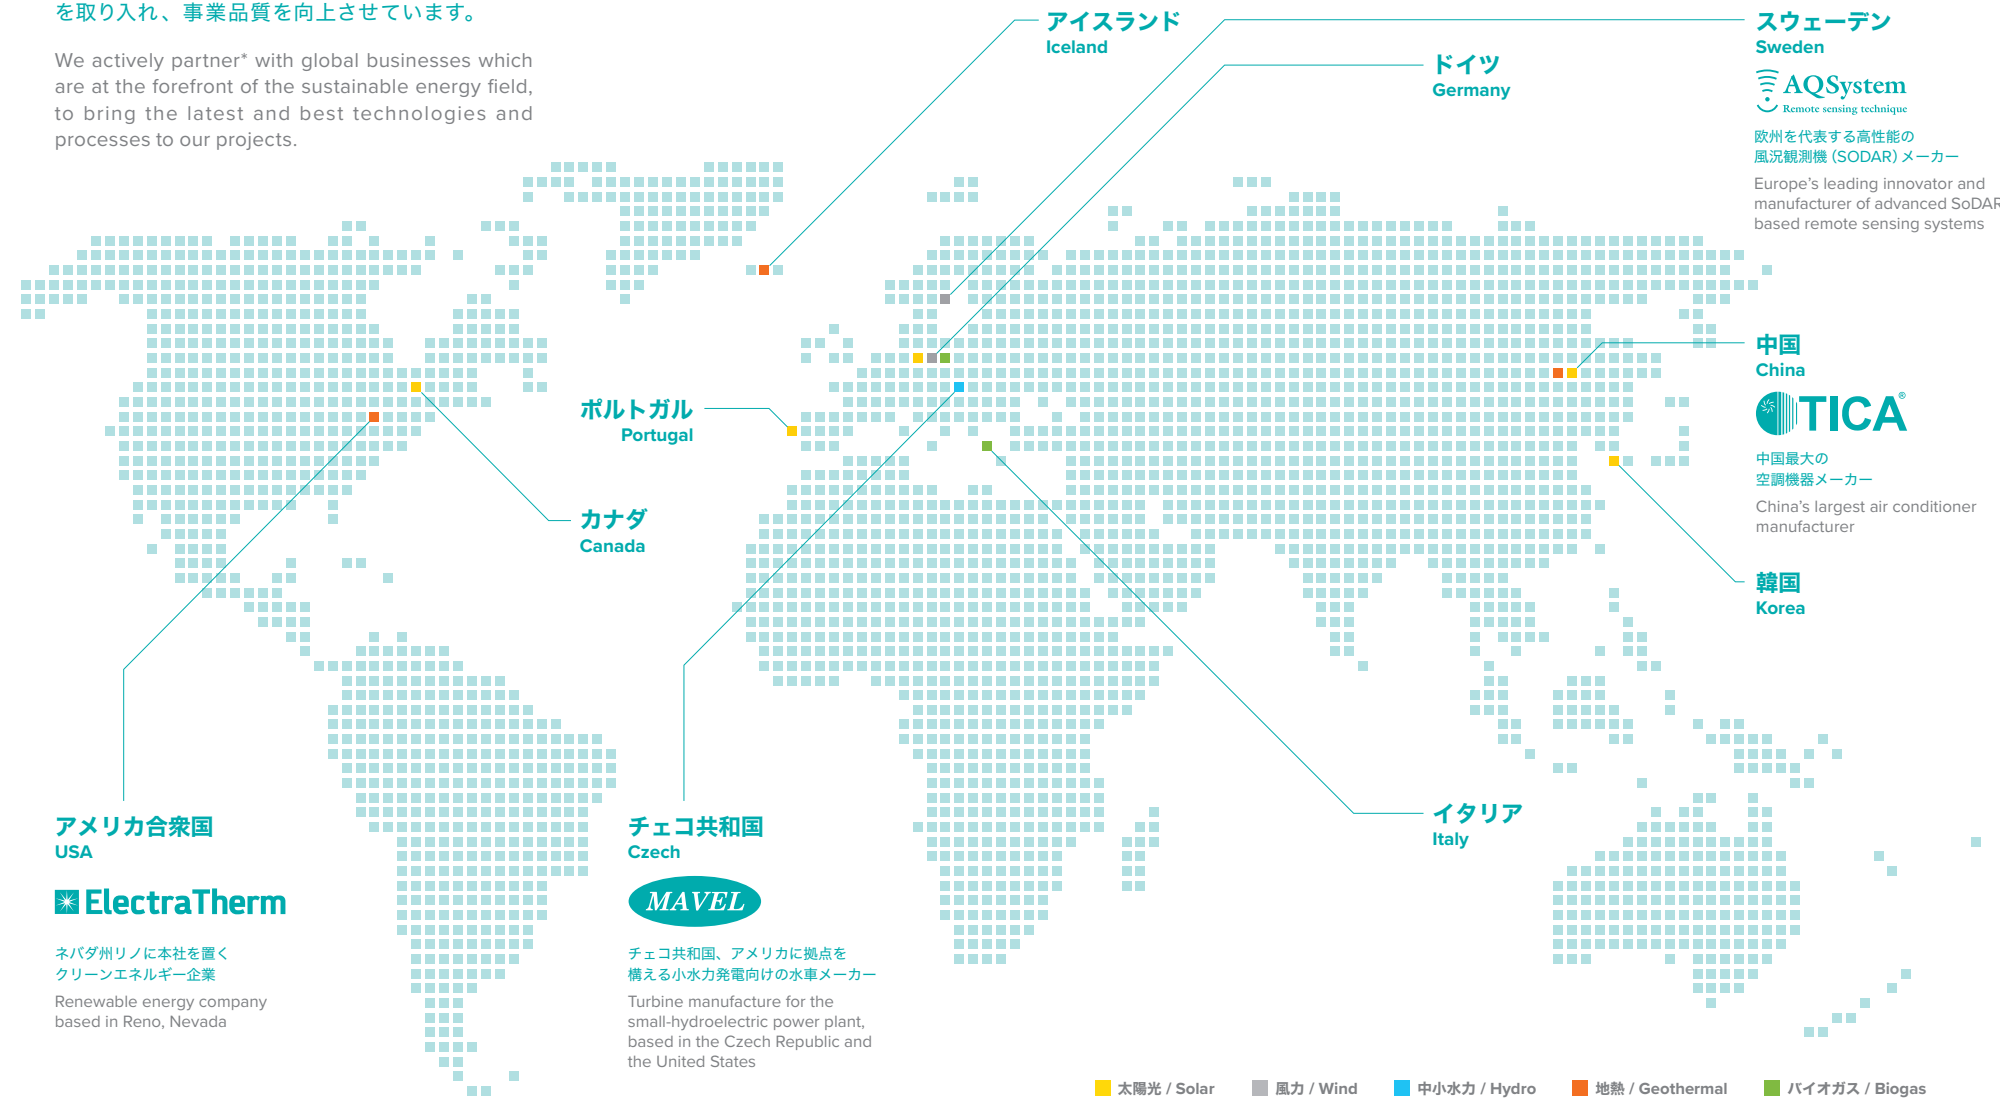 を取り入れ、事業品質を向上させています。
We actively partner* with global businesses which
are at the forefront of the sustainable energy field,
to bring the latest and best technologies and
processes to our projects.
アイスランド
Iceland
ドイツ
Germany
スウェーデン
Sweden
AQSystem
Remote sensing technique
欧州を代表する高性能の
風況観測機（SODAR）メーカー
Europe's leading innovator and
manufacturer of advanced SoDAR
based remote sensing systems
中国
China
TICA®
中国最大の
空調機器メーカー
China's largest air conditioner
manufacturer
ポルトガル
Portugal
カナダ
Canada
韓国
Korea
アメリカ合衆国
USA
ElectraTherm
ネバダ州リノに本社を置く
クリーンエネルギー企業
Renewable energy company
based in Reno, Nevada
チェコ共和国
Czech
MAVEL
チェコ共和国、アメリカに拠点を
構える小水力発電向けの水車メーカー
Turbine manufacture for the
small-hydroelectric power plant,
based in the Czech Republic and
the United States
イタリア
Italy
太陽光 / Solar
風力 / Wind
中小水力 / Hydro
地熱 / Geothermal
バイオガス / Biogas